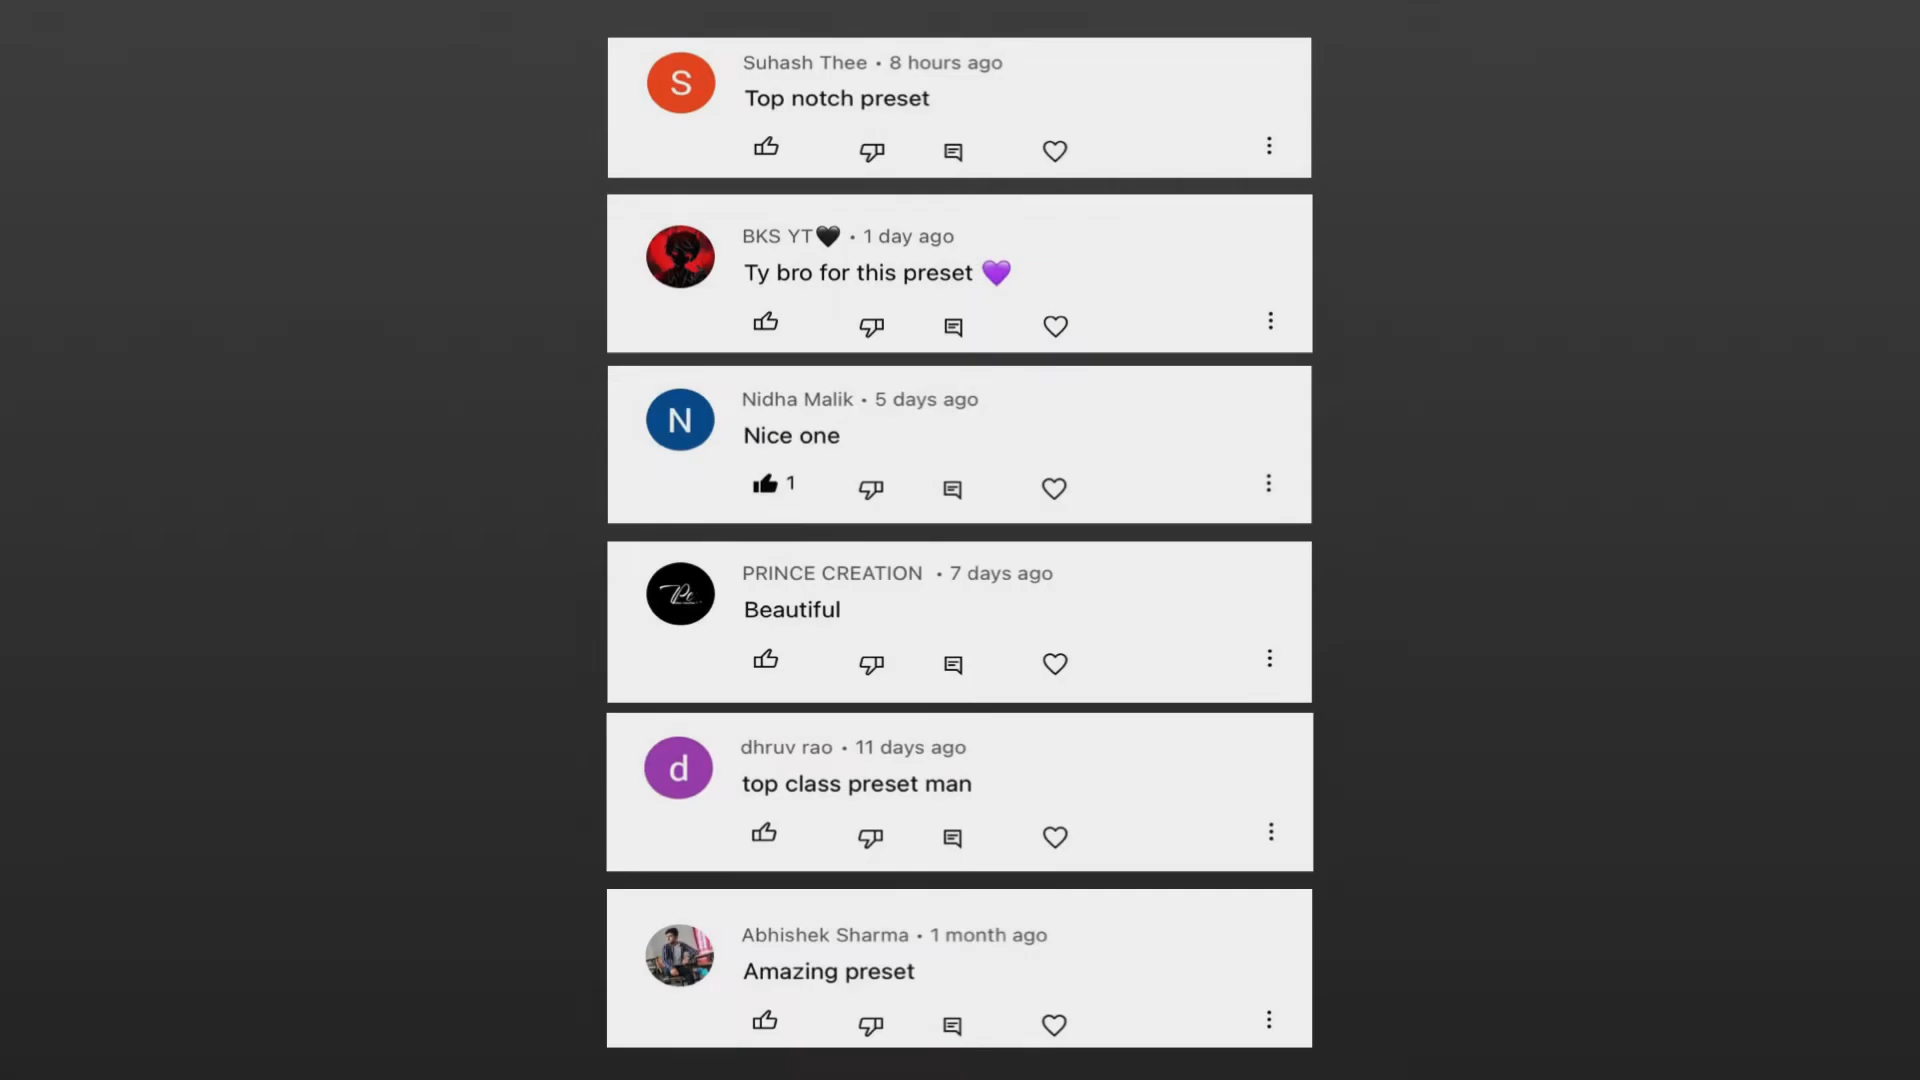 S
Suhash Thee • 8 hours ago
Top notch preset
BKS YT🖤 • 1 day ago
Ty bro for this preset 💜
N
Nidha Malik • 5 days ago
Nice one
1
PRINCE CREATION • 7 days ago
Beautiful
d
dhruv rao • 11 days ago
top class preset man
Abhishek Sharma • 1 month ago
Amazing preset